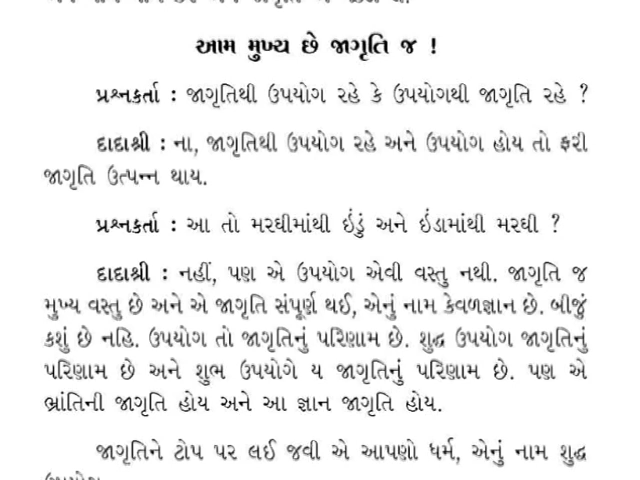 આમ મુખ્ય છે જાગૃતિ જ !
પ્રશ્નકર્તા : જાગૃતિથી ઉપયોગ રહે કે ઉપયોગથી જાગૃતિ રહે ?
દાદાશ્રી : ના, જાગૃતિથી ઉપયોગ રહે અને ઉપયોગ હોય તો ફરી
જાગૃતિ ઉત્પન્ન થાય.
પ્રશ્નકર્તા : આ તો મરઘીમાંથી ઇંડું અને ઇંડામાંથી મરઘી ?
દાદાશ્રી : નહીં, પણ એ ઉપયોગ એવી વસ્તુ નથી. જાગૃતિ જ
મુખ્ય વસ્તુ છે અને એ જાગૃતિ સંપૂર્ણ થઈ, એનું નામ કેવળજ્ઞાન છે. બીજું
કશું છે નહિ. ઉપયોગ તો જાગૃતિનું પરિણામ છે. શુદ્ધ ઉપયોગ જાગૃતિનું
પરિણામ છે અને શુભ ઉપયોગે ય જાગૃતિનું પરિણામ છે. પણ એ
ભ્રાંતિની જાગૃતિ હોય અને આ જ્ઞાન જાગૃતિ હોય.
જાગૃતિને ટોપ પર લઈ જવી એ આપણો ધર્મ, એનું નામ શુદ્ધ